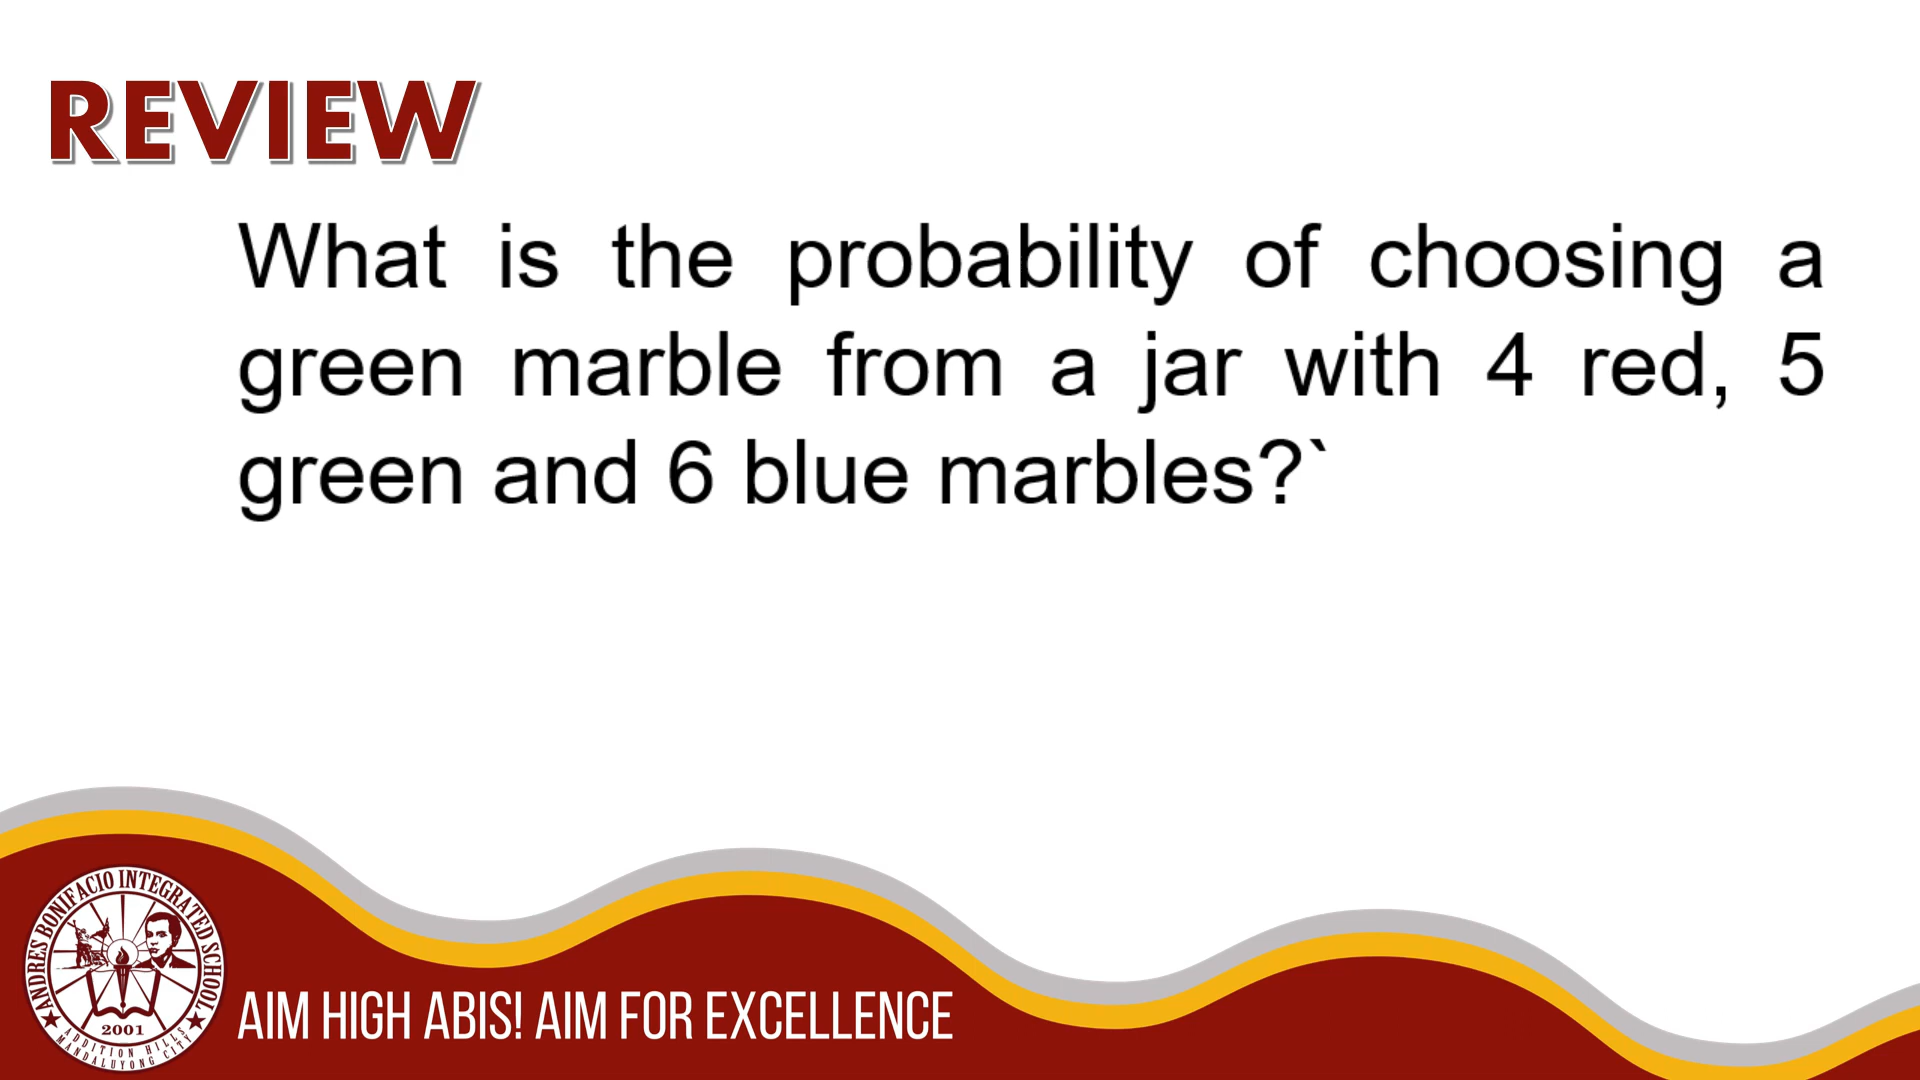 REVIEW
What is the probability of choosing a
green marble from a jar with 4 red, 5
green and 6 blue marbles?`
ANDRES BONIFACIO INTEGRATED SCHOOL
2001
ADDITION HILLS
MANDALUYONG CITY
AIM HIGH ABIS! AIM FOR EXCELLENCE